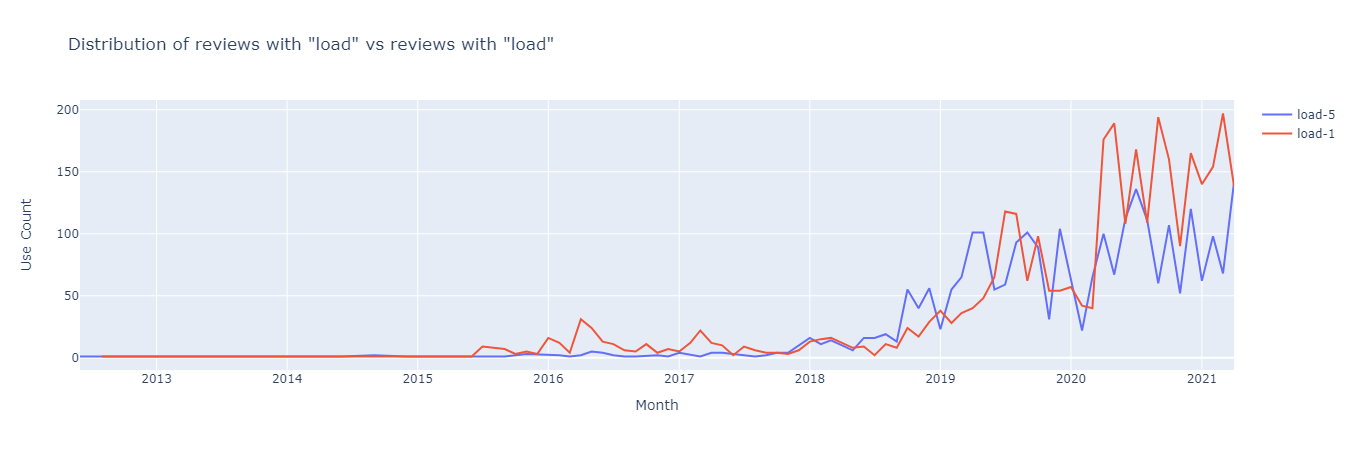 Distribution of reviews with "load" vs reviews with "load"
200
150
100
50
0
Use Count
2013 2014 2015 2016 2017 2018 2019 2020 2021
Month
load-5
load-1